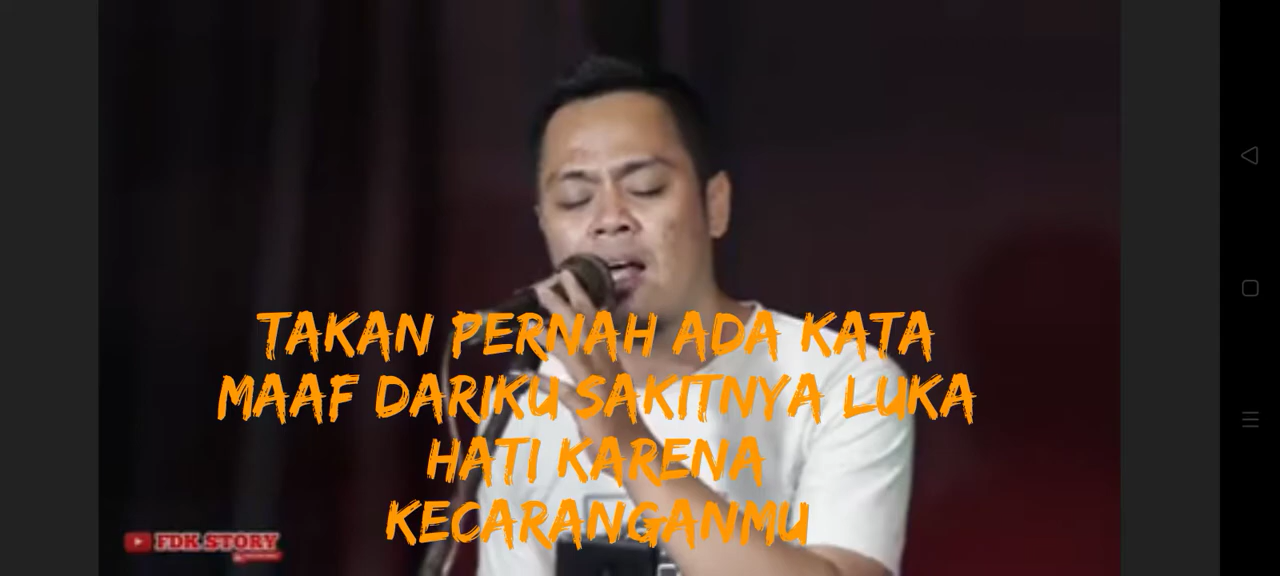 TAKAN PERNAH ADA KATA
MAAF DARIKU SAKITNYA LUKA
HATI KARENA
KECARANGANMU
FDK STORY